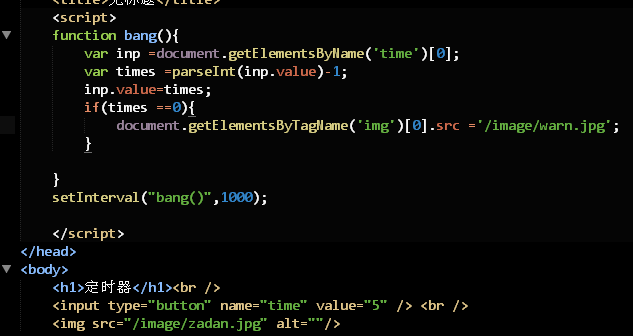 <title>无标题</title>
<script>
function bang(){
var inp =document.getElementsByName('time')[0];
var times =parseInt(inp.value)-1;
inp.value=times;
if(times ==0){
document.getElementsByTagName('img')[0].src ='/image/warn.jpg';
}
}
setInterval("bang()",1000);
</script>
</head>
<body>
<h1>定时器</h1><br />
<input type="button" name="time" value="5" /> <br />
<img src="/image/zadan.jpg" alt=""/>